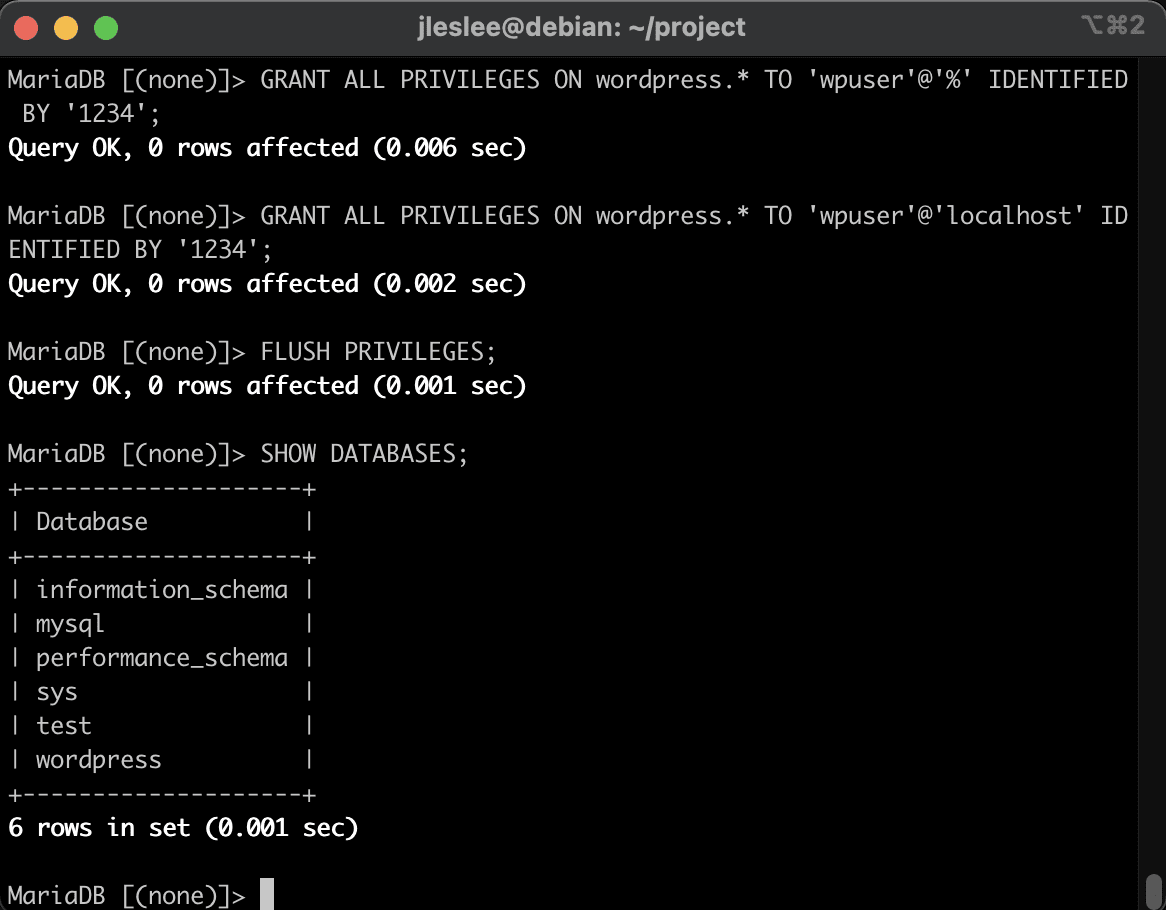 jleslee@debian: ~/project
⌥⌘2
MariaDB [(none)]> GRANT ALL PRIVILEGES ON wordpress.* TO 'wpuser'@'%' IDENTIFIED
 BY '1234';
Query OK, 0 rows affected (0.006 sec)

MariaDB [(none)]> GRANT ALL PRIVILEGES ON wordpress.* TO 'wpuser'@'localhost' ID
ENTIFIED BY '1234';
Query OK, 0 rows affected (0.002 sec)

MariaDB [(none)]> FLUSH PRIVILEGES;
Query OK, 0 rows affected (0.001 sec)

MariaDB [(none)]> SHOW DATABASES;
+--------------------+
| Database           |
+--------------------+
| information_schema |
| mysql              |
| performance_schema |
| sys                |
| test               |
| wordpress          |
+--------------------+
6 rows in set (0.001 sec)

MariaDB [(none)]>